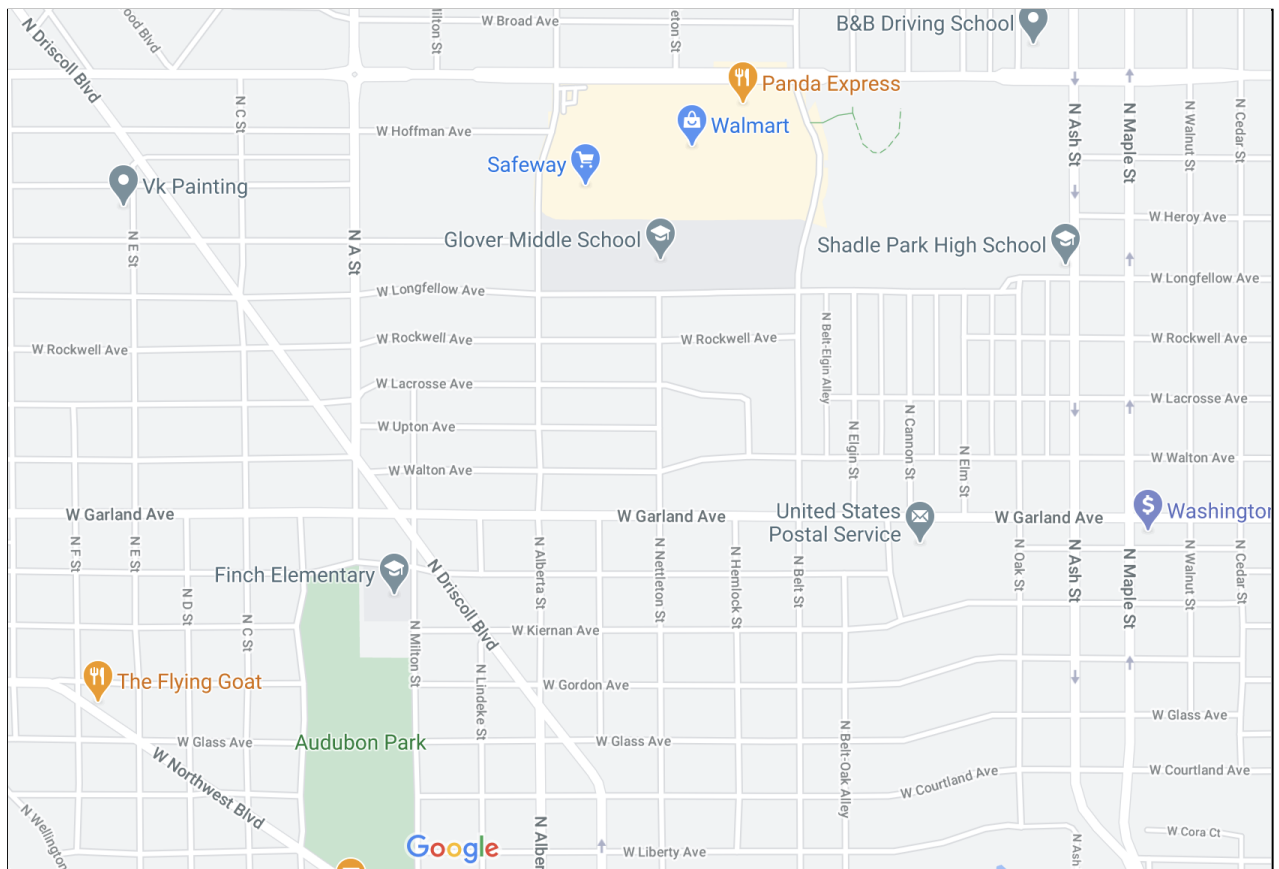 W Broad Ave
B&B Driving School
N Driscoll Blvd
Panda Express
N C St
W Hoffman Ave
Walmart
N Ash St
N Maple St
N Walnut St
N Cedar St
Safeway
Vk Painting
W Heroy Ave
N E St
N A St
Glover Middle School
Shadle Park High School
W Longfellow Ave
W Longfellow Ave
W Rockwell Ave
W Rockwell Ave
W Rockwell Ave
W Rockwell Ave
N Belt-Elgin Alley
W Lacrosse Ave
W Lacrosse Ave
W Upton Ave
N Elgin St
N Cannon St
N Elm St
W Walton Ave
W Walton Ave
W Garland Ave
W Garland Ave
W Garland Ave
United States
Postal Service
Washington
N F St
N E St
N Alberta St
N Nettleton St
N Hemlock St
N Belt St
N Oak St
N Ash St
N Maple St
N Walnut St
N Cedar St
Finch Elementary
N Driscoll Blvd
N D St
N C St
N Milton St
W Kiernan Ave
The Flying Goat
N Lindeke St
W Gordon Ave
W Glass Ave
Audubon Park
W Glass Ave
W Glass Ave
N Belt-Oak Alley
W Northwest Blvd
W Courtland Ave
W Courtland Ave
N Wellington
N Alber
Google
W Liberty Ave
N Ash
W Cora Ct